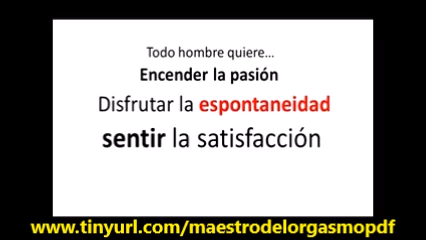 Todo hombre quiere...
Encender la pasión
Disfrutar la espontaneidad
sentir la satisfacción
www.tinyurl.com/maestrodelorgasmopdf